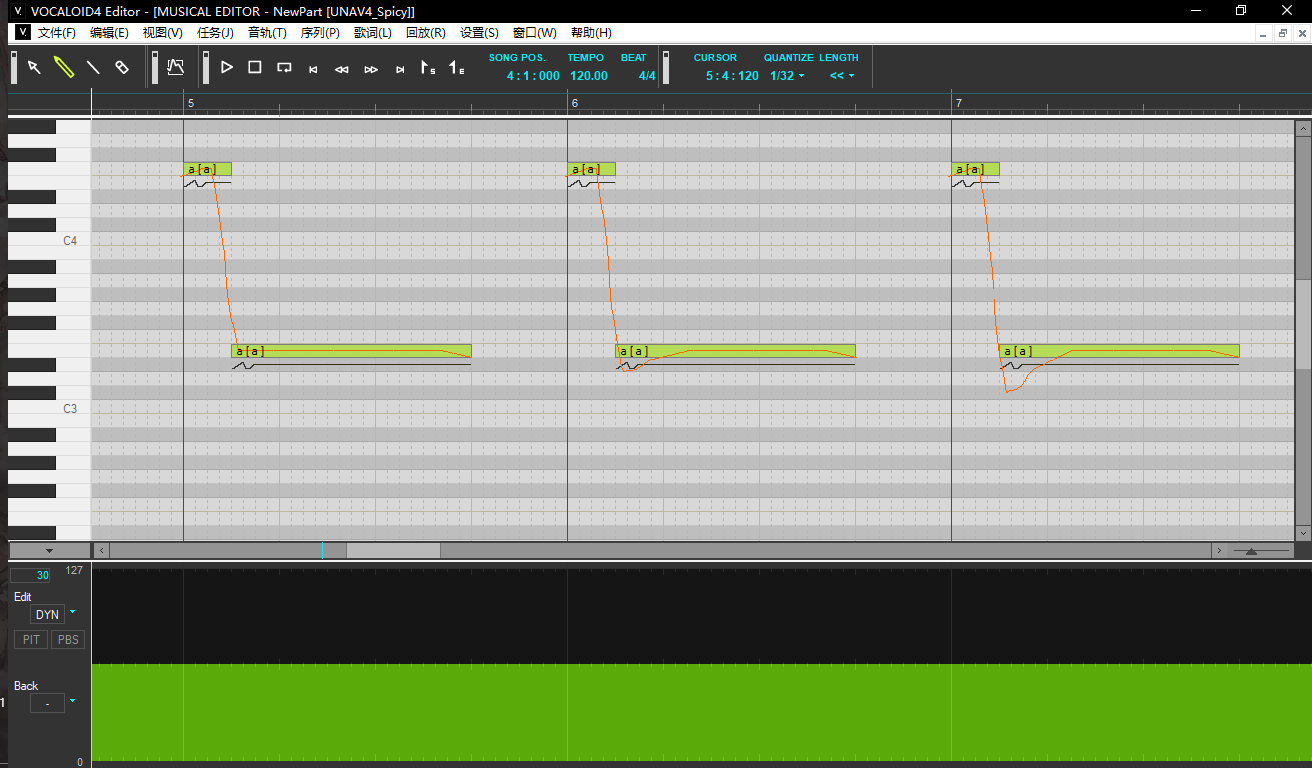 VOCALOID4 Editor - [MUSICAL EDITOR - NewPart [UNAV4_Spicy]]
文件(F) 编辑(E) 视图(V) 任务(J) 音轨(T) 序列(P) 歌词(L) 回放(R) 设置(S) 窗口(W) 帮助(H)
SONG POS. TEMPO BEAT CURSOR QUANTIZE LENGTH
4 : 1 : 000 120.00 4/4 5 : 4 : 120 1/32 <<
5 6 7
a [ a ] a [ a ] a [ a ]
C4
a [ a ] a [ a ] a [ a ]
C3
30 127
Edit
DYN
PIT PBS
Back
-
1
0